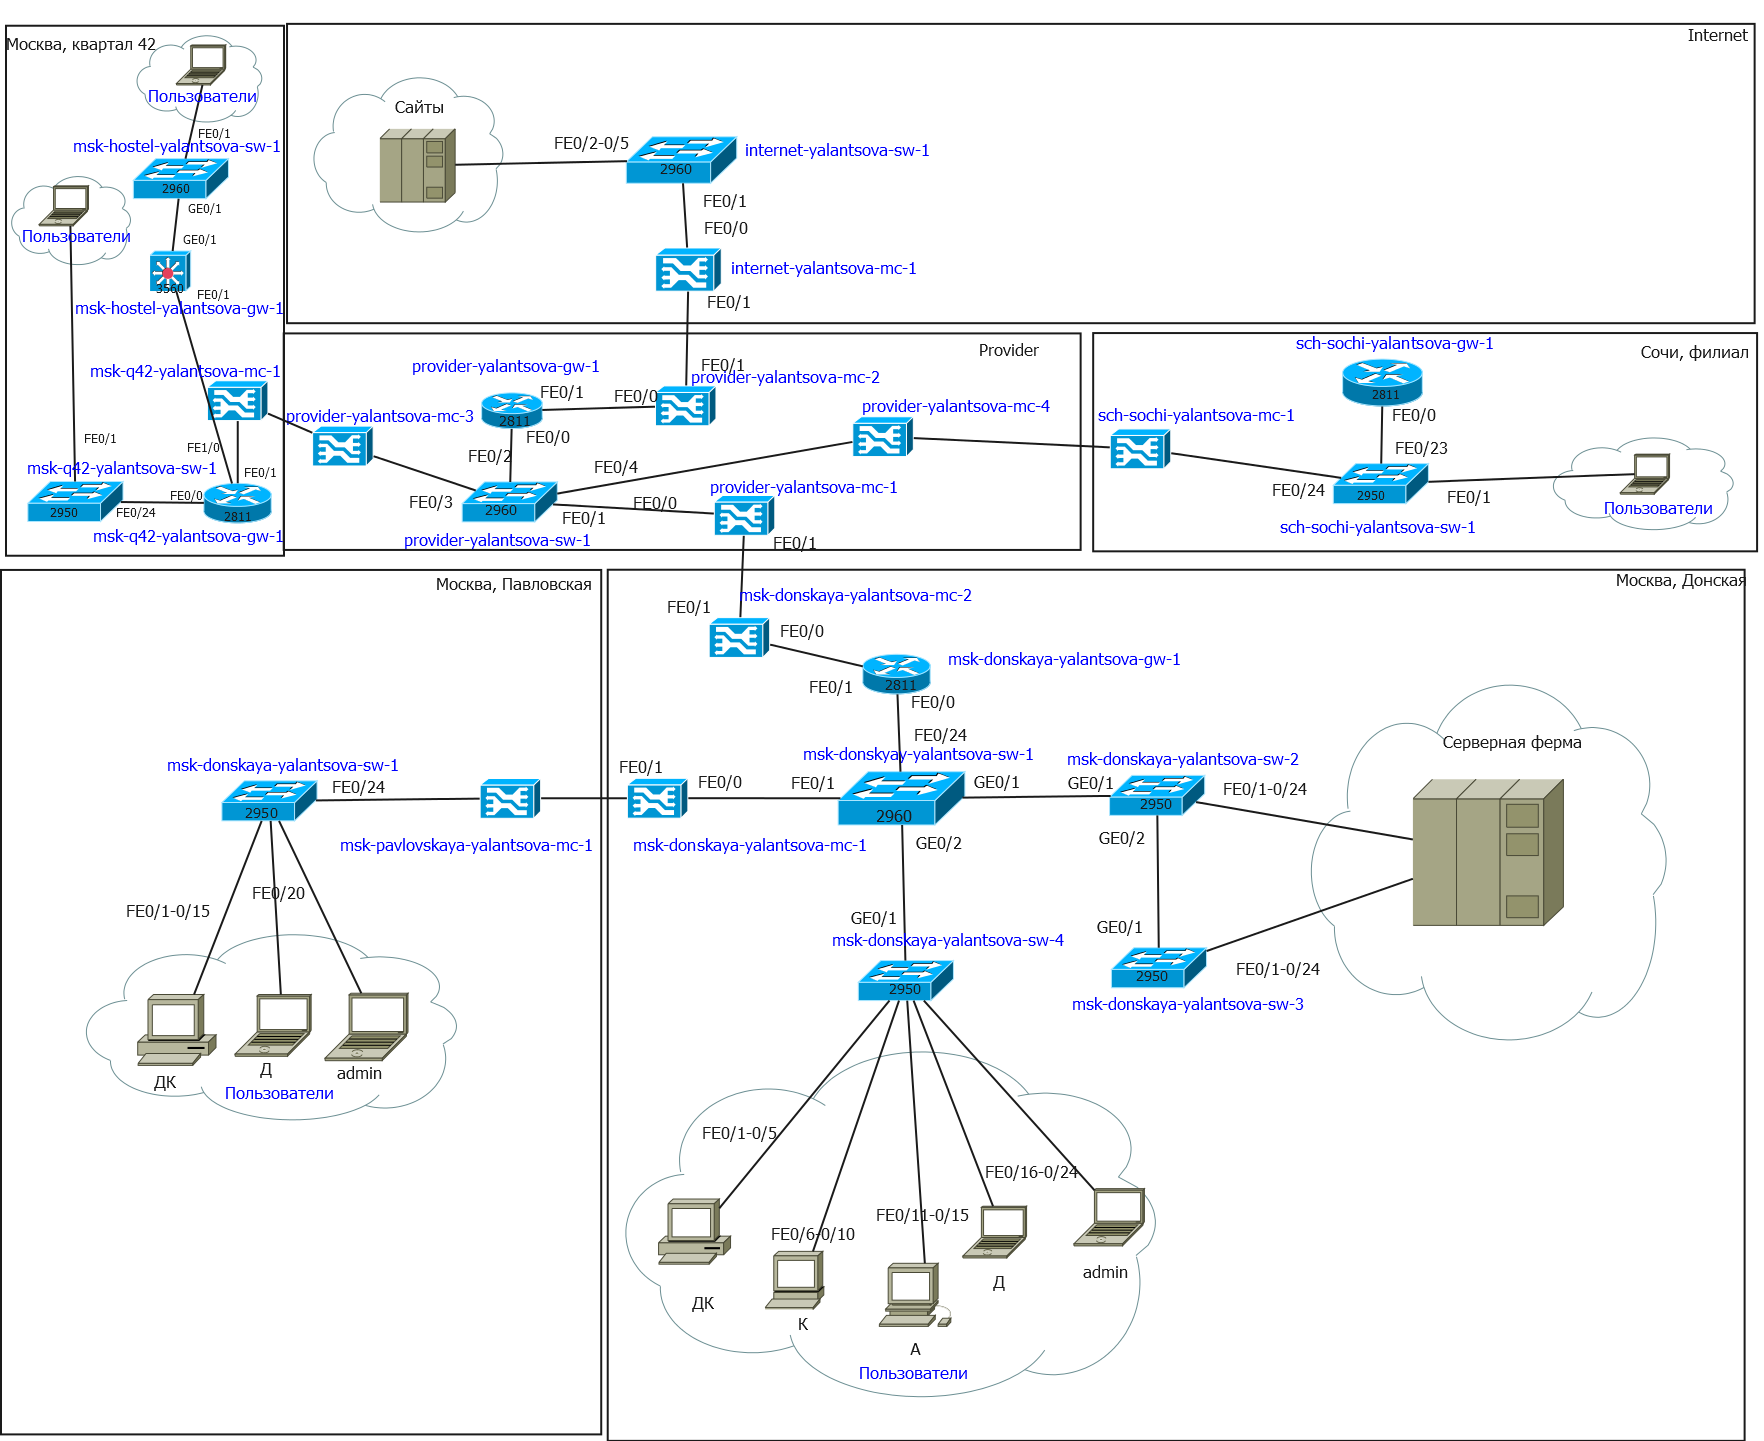 Москва, квартал 42
Пользователи
FE0/1
msk-hostel-yalantsova-sw-1
2960
GE0/1
Пользователи
GE0/1
3560
FE0/1
msk-hostel-yalantsova-gw-1
msk-q42-yalantsova-mc-1
FE0/1
FE1/0
msk-q42-yalantsova-sw-1
FE0/1
2950
FE0/24
FE0/0
2811
msk-q42-yalantsova-gw-1
Internet
Сайты
FE0/2-0/5
2960
internet-yalantsova-sw-1
FE0/1
FE0/0
internet-yalantsova-mc-1
FE0/1
Provider
provider-yalantsova-gw-1
FE0/1
FE0/1
FE0/0
provider-yalantsova-mc-2
2811
FE0/0
provider-yalantsova-mc-3
provider-yalantsova-mc-4
FE0/2
FE0/4
FE0/3
2960
FE0/0
provider-yalantsova-mc-1
FE0/1
provider-yalantsova-sw-1
FE0/1
Сочи, филиал
sch-sochi-yalantsova-gw-1
2811
FE0/0
sch-sochi-yalantsova-mc-1
FE0/23
FE0/24
2950
FE0/1
Пользователи
sch-sochi-yalantsova-sw-1
Москва, Павловская
msk-donskaya-yalantsova-sw-1
FE0/24
2950
msk-pavlovskaya-yalantsova-mc-1
FE0/20
FE0/1-0/15
ДК
Д
admin
Пользователи
Москва, Донская
msk-donskaya-yalantsova-mc-2
FE0/1
FE0/0
msk-donskaya-yalantsova-gw-1
FE0/1
2811
FE0/0
FE0/24
msk-donskyay-yalantsova-sw-1
FE0/1
FE0/0
FE0/1
GE0/1
2960
msk-donskaya-yalantsova-mc-1
GE0/2
msk-donskaya-yalantsova-sw-2
GE0/1
2950
FE0/1-0/24
GE0/2
Серверная ферма
GE0/1
2950
FE0/1-0/24
msk-donskaya-yalantsova-sw-3
GE0/1
msk-donskaya-yalantsova-sw-4
2950
FE0/1-0/5
FE0/16-0/24
FE0/11-0/15
FE0/6-0/10
ДК
К
А
Д
admin
Пользователи